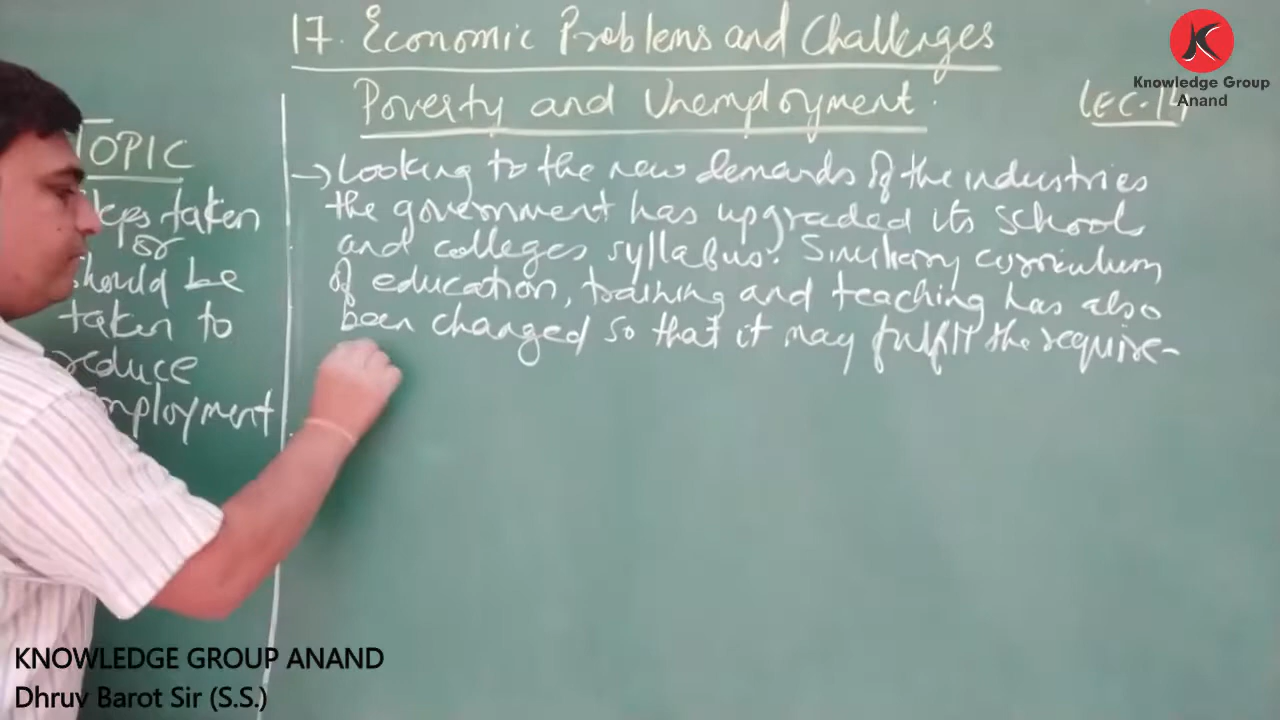 17. Economic Problems and Challenges
Poverty and Unemployment.
LEC-14
Knowledge Group
Anand
TOPIC
Steps taken
or
should be
taken to
reduce
employment
→ Looking to the new demands of the industries
the government has upgraded its schools
and colleges syllabus. Similarly curriculum
of education, training and teaching has also
been changed so that it may fulfill the require-
KNOWLEDGE GROUP ANAND
Dhruv Barot Sir (S.S.)